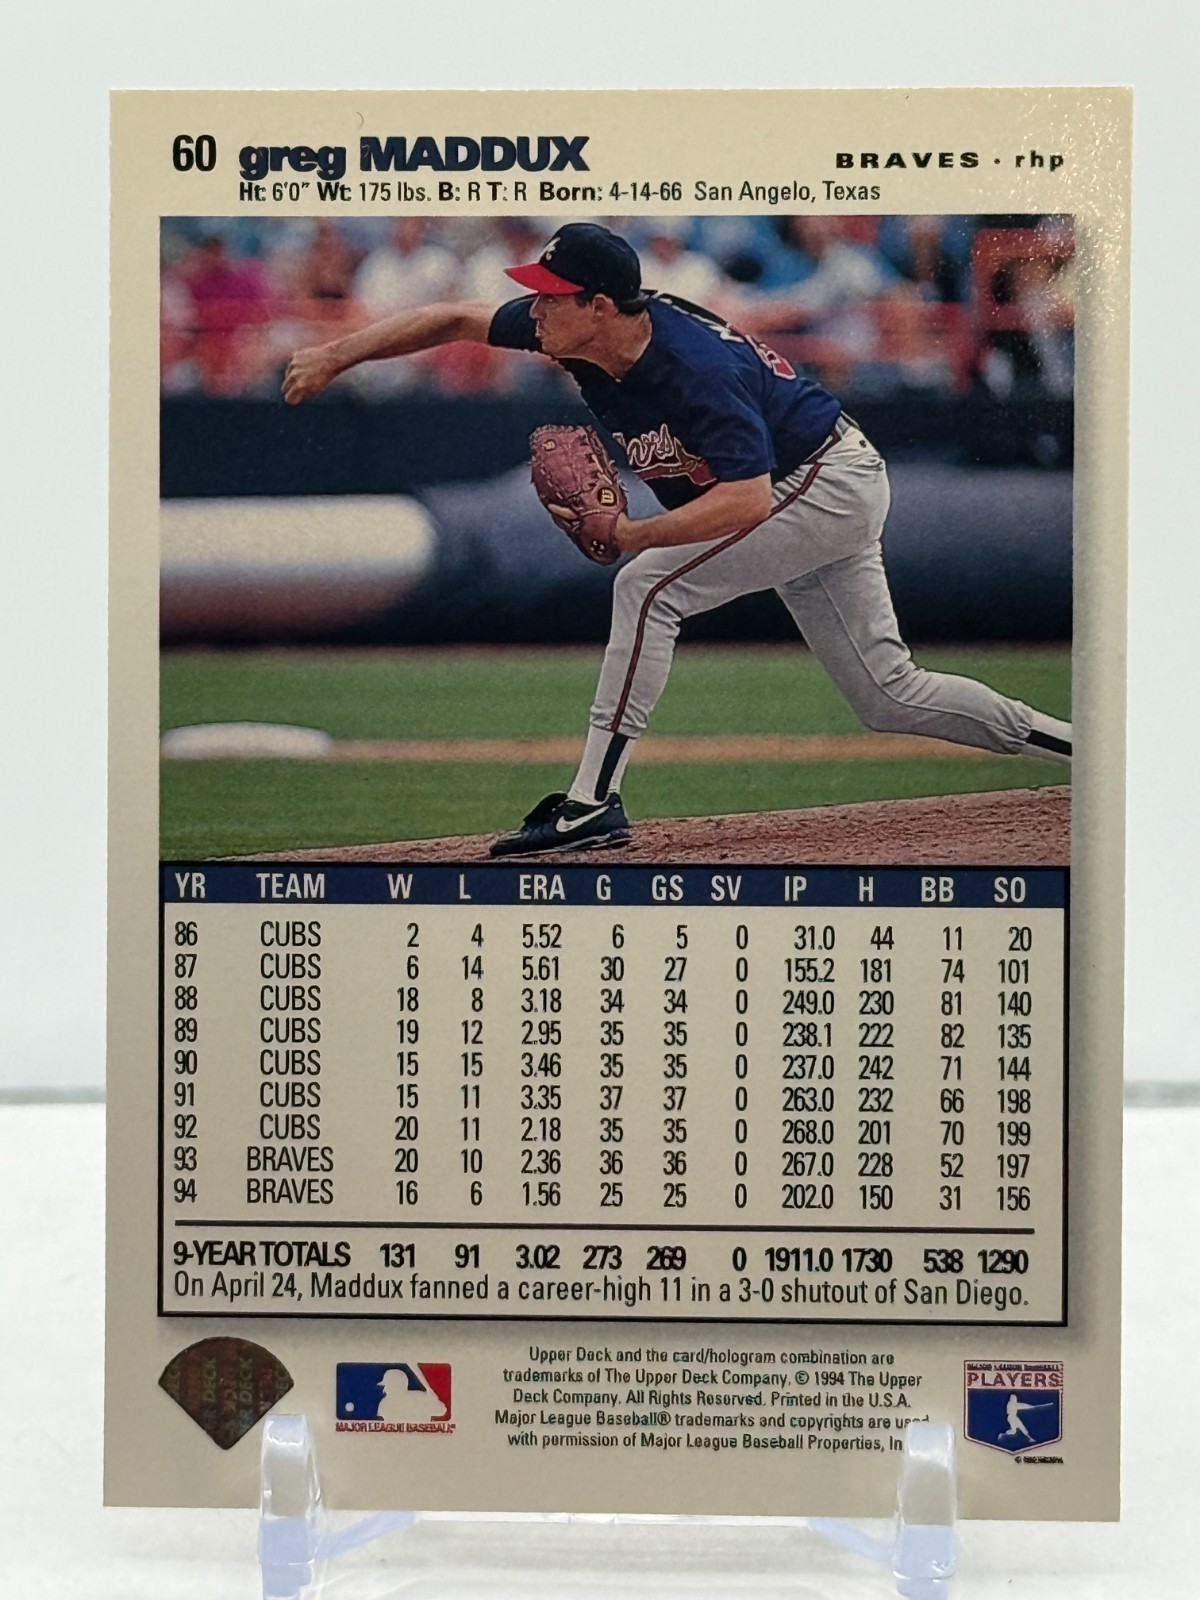 60 greg MADDUX
BRAVES · rhp
Ht: 6'0" Wt: 175 lbs. B: R T: R Born: 4-14-66 San Angelo, Texas
YR TEAM W L ERA G GS SV IP H BB SO
86 CUBS 2 4 5.52 6 5 0 31.0 44 11 20
87 CUBS 6 14 5.61 30 27 0 155.2 181 74 101
88 CUBS 18 8 3.18 34 34 0 249.0 230 81 140
89 CUBS 19 12 2.95 35 35 0 238.1 222 82 135
90 CUBS 15 15 3.46 35 35 0 237.0 242 71 144
91 CUBS 15 11 3.35 37 37 0 263.0 232 66 198
92 CUBS 20 11 2.18 35 35 0 268.0 201 70 199
93 BRAVES 20 10 2.36 36 36 0 267.0 228 52 197
94 BRAVES 16 6 1.56 25 25 0 202.0 150 31 156
9-YEAR TOTALS 131 91 3.02 273 269 0 1911.0 1730 538 1290
On April 24, Maddux fanned a career-high 11 in a 3-0 shutout of San Diego.
Upper Deck and the card/hologram combination are
trademarks of The Upper Deck Company. © 1994 The Upper
Deck Company. All Rights Reserved. Printed in the U.S.A.
Major League Baseball® trademarks and copyrights are used
with permission of Major League Baseball Properties, In
MAJOR LEAGUE BASEBALL
MAJOR LEAGUE BASEBALL
PLAYERS